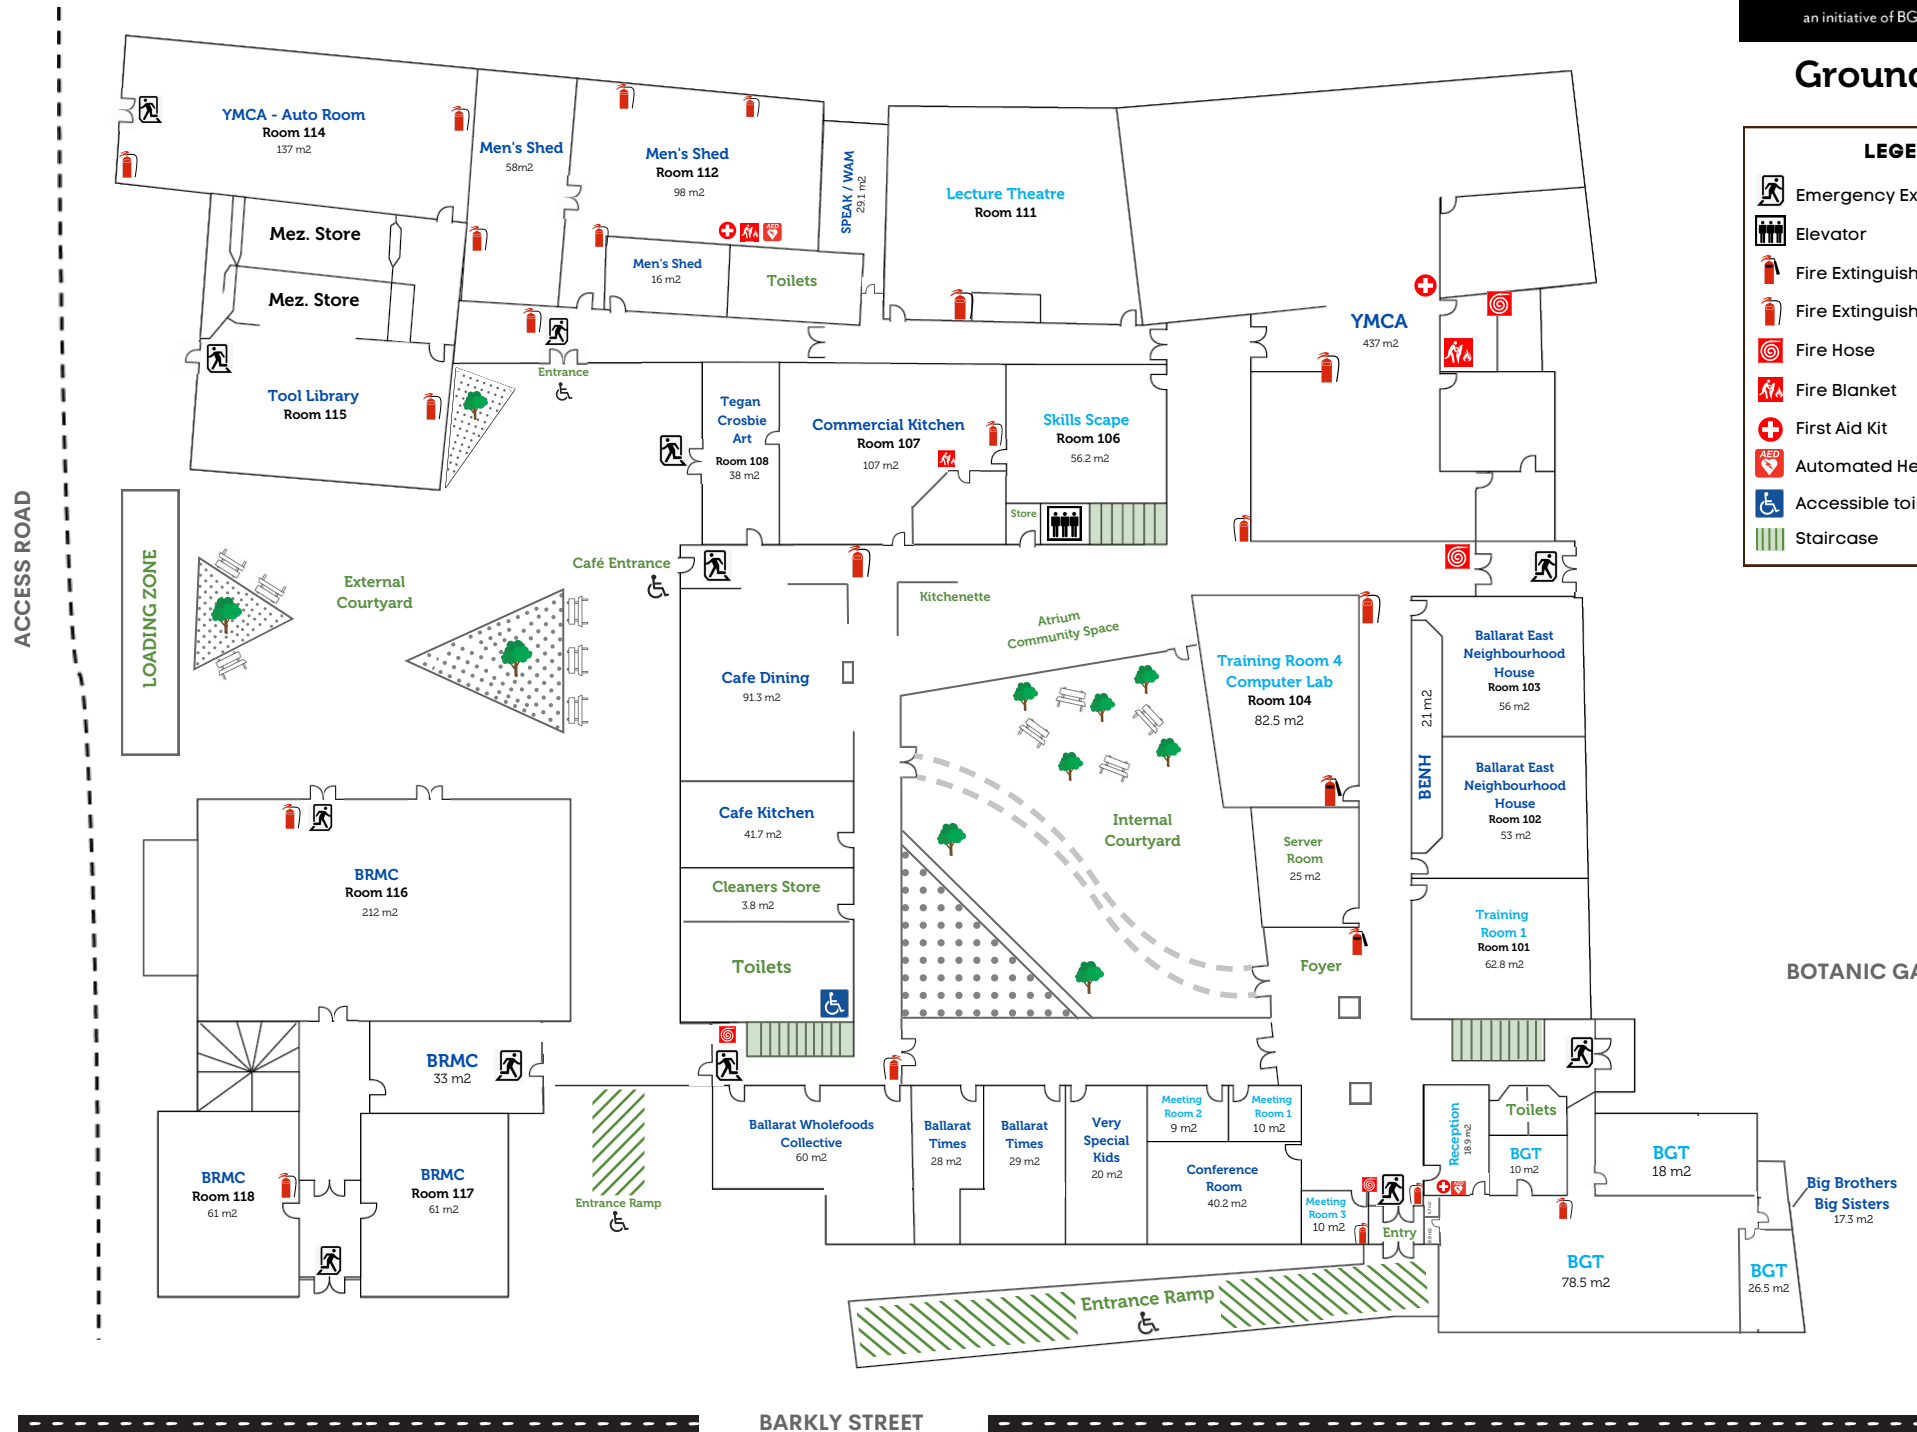 an initiative of BG
Ground
LEGE
Emergency Ex
Elevator
Fire Extinguish
Fire Extinguish
Fire Hose
Fire Blanket
First Aid Kit
AED
Automated He
Accessible toi
Staircase
YMCA - Auto Room
Room 114
137 m2
Men's Shed
58m2
Men's Shed
Room 112
98 m2
AED
SPEAK / WAM
29.1 m2
Lecture Theatre
Room 111
Mez. Store
Mez. Store
Men's Shed
16 m2
Toilets
YMCA
437 m2
Tool Library
Room 115
Entrance
Tegan
Crosbie
Art
Room 108
38 m2
Commercial Kitchen
Room 107
107 m2
Skills Scape
Room 106
56.2 m2
Store
ACCESS ROAD
LOADING ZONE
External
Courtyard
Café Entrance
Kitchenette
Atrium
Community Space
Cafe Dining
91.3 m2
Training Room 4
Computer Lab
Room 104
82.5 m2
BENH
21 m2
Ballarat East
Neighbourhood
House
Room 103
56 m2
Ballarat East
Neighbourhood
House
Room 102
53 m2
Cafe Kitchen
41.7 m2
Internal
Courtyard
Server
Room
25 m2
BRMC
Room 116
212 m2
Cleaners Store
3.8 m2
Toilets
Foyer
Training
Room 1
Room 101
62.8 m2
BOTANIC GA
BRMC
33 m2
BRMC
Room 118
61 m2
BRMC
Room 117
61 m2
Entrance Ramp
Ballarat Wholefoods
Collective
60 m2
Ballarat
Times
28 m2
Ballarat
Times
29 m2
Very
Special
Kids
20 m2
Meeting
Room 2
9 m2
Meeting
Room 1
10 m2
Conference
Room
40.2 m2
Meeting
Room 3
10 m2
Reception
18.9 m2
AED
Toilets
BGT
10 m2
BGT
18 m2
Big Brothers
Big Sisters
17.3 m2
Entry
BGT
78.5 m2
BGT
26.5 m2
Entrance Ramp
BARKLY STREET